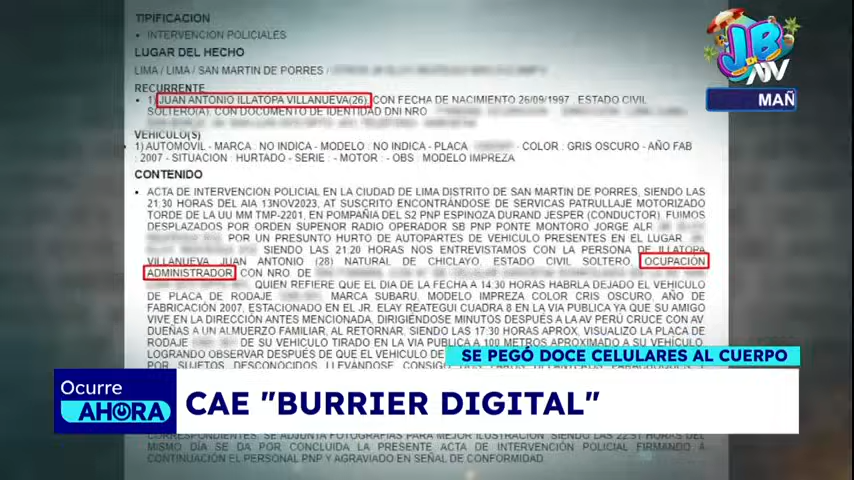 TIPIFICACION
INTERVENCION POLICIALES
LUGAR DEL HECHO
LIMA / LIMA / SAN MARTIN DE PORRES /
RECURRENTE
1) JUAN ANTONIO ILLATOPA VILLANUEVA(26), CON FECHA DE NACIMIENTO 26/09/1997 . ESTADO CIVIL
SOLTERO(A), CON DOCUMENTO DE IDENTIDAD DNI NRO
VEHICULO(S)
1) AUTOMOVIL - MARCA : NO INDICA - MODELO : NO INDICA - PLACA - COLOR : GRIS OSCURO - AÑO FAB
: 2007 - SITUACION : HURTADO - SERIE : - MOTOR : - OBS : MODELO IMPREZA
CONTENIDO
ACTA DE INTERVENCION POLICIAL EN LA CIUDAD DE LIMA DISTRITO DE SAN MARTIN DE PORRES, SIENDO LAS
21.30 HORAS DEL AIA 13NOV2023, AT SUSCRITO ENCONTRÁNDOSE DE SERVICAS PATRULLAJE MOTORIZADO
TORDE DE LA UU MM TMP-2201, EN POMPAÑIA DEL S2 PNP ESPINOZA DURAND JESPER (CONDUCTOR). FUIMOS
DESPLAZADOS POR ORDEN SUPERIOR RADIO OPERADOR SB PNP PONTE MONTORO JORGE ALR
POR UN PRESUNTO HURTO DE AUTOPARTES DE VEHICULO PRESENTES EN EL LUGAR
SIENDO LAS 21:20 HORAS NOS ENTREVISTAMOS CON LA PERSONA DE ILLATOPA
VILLANUEVA JUAN ANTONIO (28) NATURAL DE CHICLAYO, ESTADO CIVIL SOLTERO, OCUPACIÓN
ADMINISTRADOR, CON NRO DE
QUIEN REFIERE QUE EL DIA DE LA FECHA A 14:30 HORAS HABRLA DEJADO EL VEHICULO
DE PLACA DE RODAJE MARCA SUBARU. MODELO IMPREZA COLOR CRIS OSCURO, AÑO DE
FABRICACIÓN 2007, ESTACIONADO EN EL JR. ELAY REATEGUI CUADRA 8 EN LA VIA PUBLICA YA QUE SU AMIGO
VIVE EN LA DIRECCIÓN ANTES MENCIONADA. DIRIGIÉNDOSE MINUTOS DESPUÉS A LA AV PERÚ CRUCE CON AV.
DUEÑAS A UN ALMUERZO FAMILIAR, AL RETORNAR. SIENDO LAS 17:30 HORAS APROX, VISUALIZO LA PLACA DE
RODAJE DE SU VEHICULO TIRADO EN LA VIA PUBLICA A 100 METROS APROXIMADO A SU VEHÍCULO.
LOGRANDO OBSERVAR DESPUÉS DE QUE EL VEHICULO DE
POR SUJETOS DESCONOCIDOS
CORRESPONDIENTES. SE ADJUNTA FOTOGRAFIAS PARA MEJOR ILUSTRACION SIENDO LAS 22:51 HORAS DEL
MISMO DÍA SE DA POR CONCLUIDA LA PRESENTE ACTA DE INTERVENCIÓN POLICIAL FIRMANDO A
CONTINUACIÓN EL PERSONAL PNP Y AGRAVIADO EN SEÑAL DE CONFORMIDAD.
JB
ATV
MAÑ
SE PEGÓ DOCE CELULARES AL CUERPO
Ocurre
AHORA
CAE "BURRIER DIGITAL"